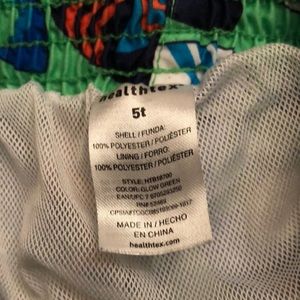 healthtex
5t
SHELL / FUNDA:
100% POLYESTER / POLIÉSTER
LINING / FORRO:
100% POLYESTER / POLIÉSTER
COLOR: GLOW GREEN
MADE IN / HECHO
EN CHINA
healthtex.com